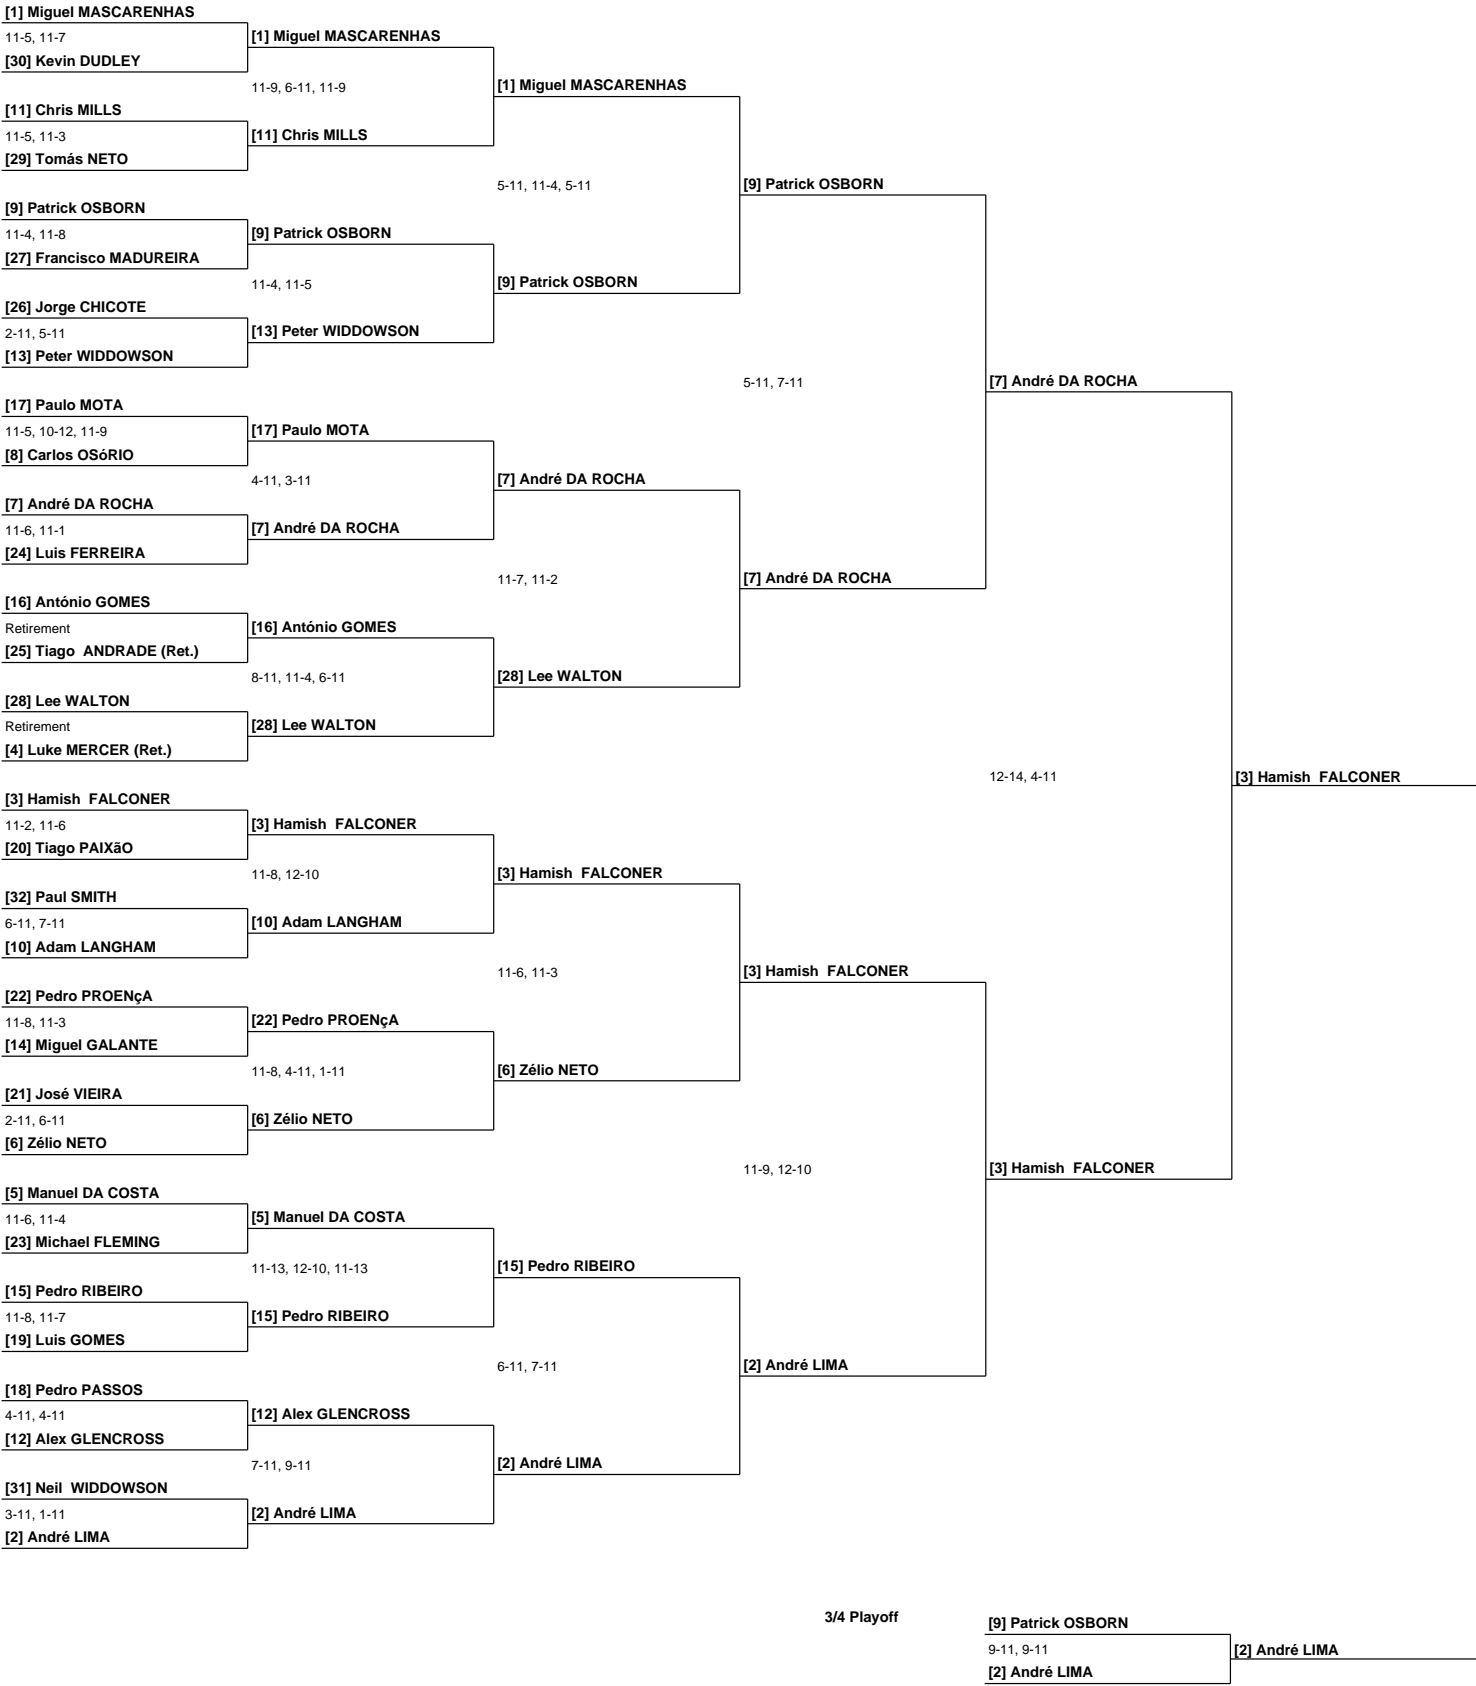 [1] Miguel MASCARENHAS
11-5, 11-7
[1] Miguel MASCARENHAS
[30] Kevin DUDLEY
11-9, 6-11, 11-9
[1] Miguel MASCARENHAS
[11] Chris MILLS
11-5, 11-3
[11] Chris MILLS
[29] Tomás NETO
5-11, 11-4, 5-11
[9] Patrick OSBORN
[9] Patrick OSBORN
11-4, 11-8
[9] Patrick OSBORN
[27] Francisco MADUREIRA
11-4, 11-5
[9] Patrick OSBORN
[26] Jorge CHICOTE
2-11, 5-11
[13] Peter WIDDOWSON
[13] Peter WIDDOWSON
5-11, 7-11
[7] André DA ROCHA
[17] Paulo MOTA
11-5, 10-12, 11-9
[17] Paulo MOTA
[8] Carlos OSóRIO
4-11, 3-11
[7] André DA ROCHA
[7] André DA ROCHA
11-6, 11-1
[7] André DA ROCHA
[24] Luis FERREIRA
11-7, 11-2
[7] André DA ROCHA
[16] António GOMES
Retirement
[16] António GOMES
[25] Tiago  ANDRADE (Ret.)
8-11, 11-4, 6-11
[28] Lee WALTON
[28] Lee WALTON
Retirement
[28] Lee WALTON
[4] Luke MERCER (Ret.)
12-14, 4-11
[3] Hamish  FALCONER
[3] Hamish  FALCONER
11-2, 11-6
[3] Hamish  FALCONER
[20] Tiago PAIXãO
11-8, 12-10
[3] Hamish  FALCONER
[32] Paul SMITH
6-11, 7-11
[10] Adam LANGHAM
[10] Adam LANGHAM
11-6, 11-3
[3] Hamish  FALCONER
[22] Pedro PROENçA
11-8, 11-3
[22] Pedro PROENçA
[14] Miguel GALANTE
11-8, 4-11, 1-11
[6] Zélio NETO
[21] José VIEIRA
2-11, 6-11
[6] Zélio NETO
[6] Zélio NETO
11-9, 12-10
[3] Hamish  FALCONER
[5] Manuel DA COSTA
11-6, 11-4
[5] Manuel DA COSTA
[23] Michael FLEMING
11-13, 12-10, 11-13
[15] Pedro RIBEIRO
[15] Pedro RIBEIRO
11-8, 11-7
[15] Pedro RIBEIRO
[19] Luis GOMES
6-11, 7-11
[2] André LIMA
[18] Pedro PASSOS
4-11, 4-11
[12] Alex GLENCROSS
[12] Alex GLENCROSS
7-11, 9-11
[2] André LIMA
[31] Neil  WIDDOWSON
3-11, 1-11
[2] André LIMA
[2] André LIMA
3/4 Playoff
[9] Patrick OSBORN
9-11, 9-11
[2] André LIMA
[2] André LIMA